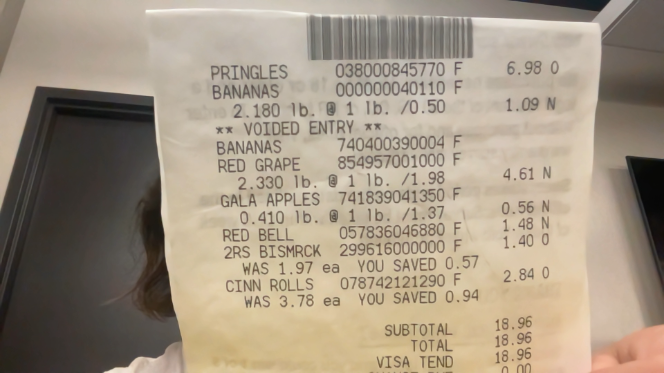 PRINGLES 038000845770 F 6.98 O
BANANAS 000000040110 F
2.180 lb. @ 1 lb. /0.50 1.09 N
** VOIDED ENTRY **
BANANAS 740400390004 F
RED GRAPE 854957001000 F
2.330 lb. @ 1 lb. /1.98 4.61 N
GALA APPLES 741839041350 F
0.410 lb. @ 1 lb. /1.37 0.56 N
RED BELL 057836046880 F 1.48 N
2RS BISMRCK 299616000000 F 1.40 O
WAS 1.97 ea YOU SAVED 0.57
CINN ROLLS 078742121290 F 2.84 O
WAS 3.78 ea YOU SAVED 0.94
SUBTOTAL 18.96
TOTAL 18.96
VISA TEND 18.96
0.00